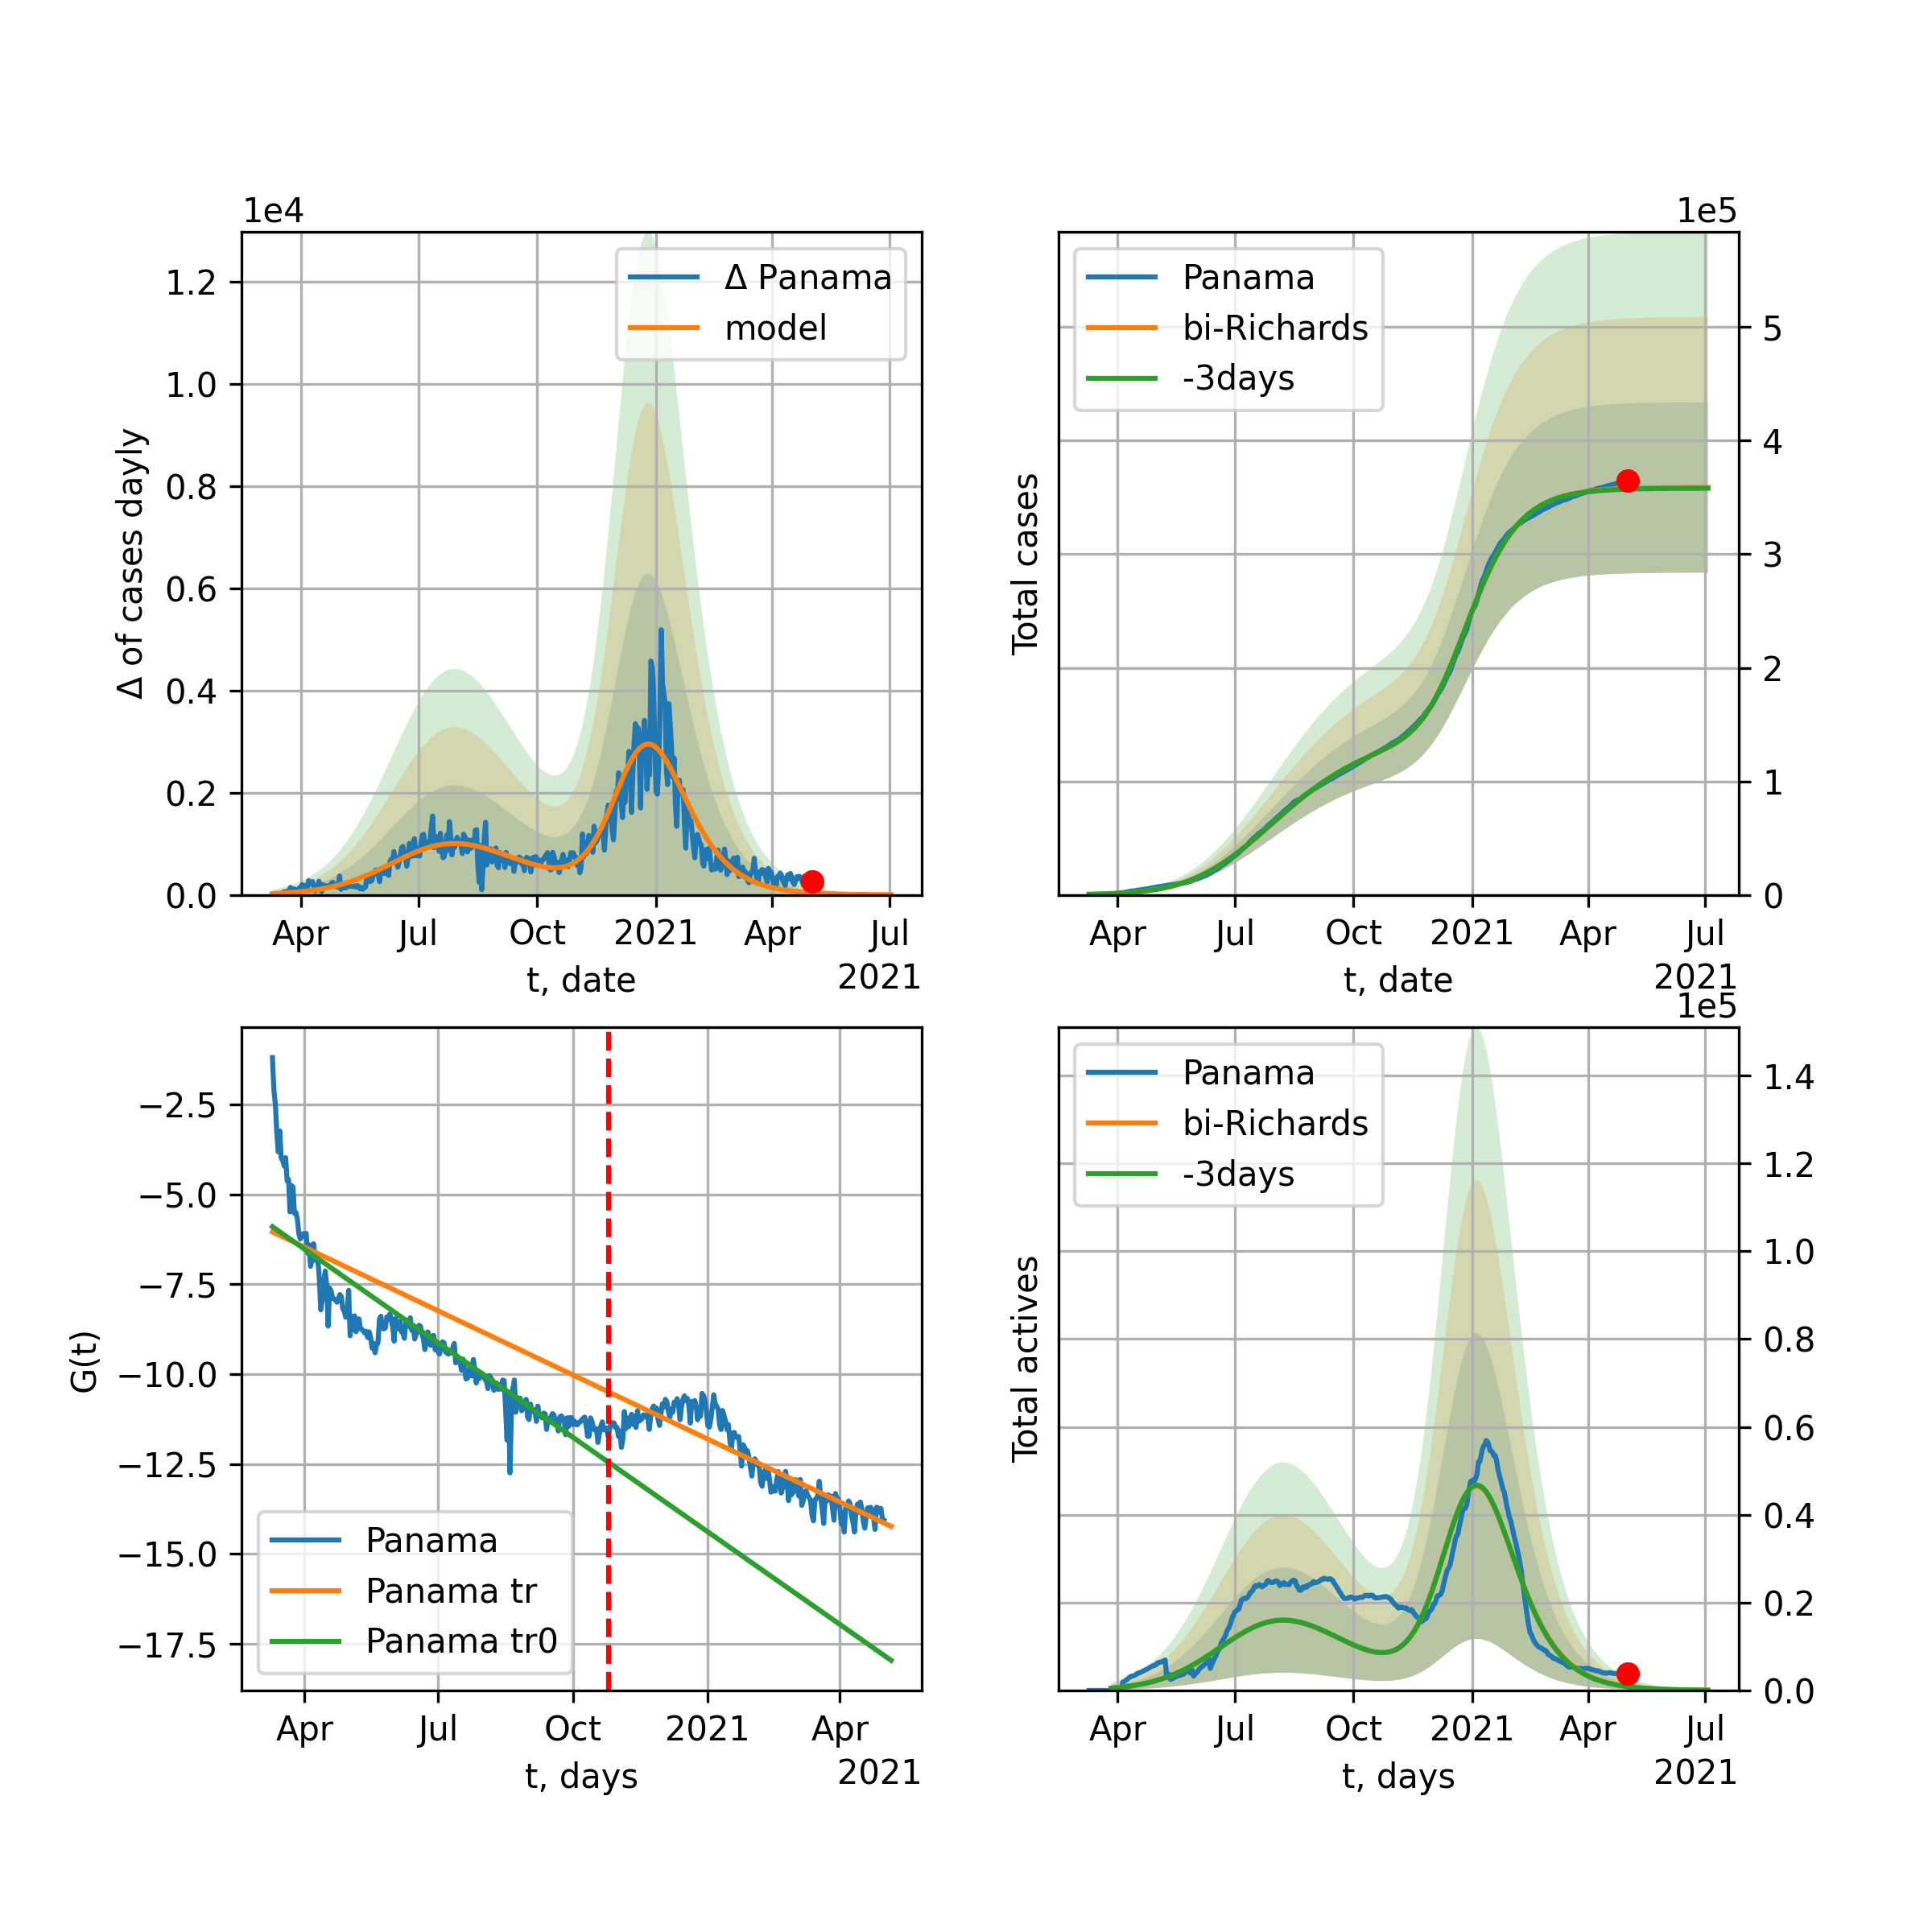 1e4
Δ of cases dayly
1.2
1.0
0.8
0.6
0.4
0.2
0.0
Δ Panama
model
Apr Jul Oct 2021 Apr Jul
2021
t, date
1e5
Total cases
Panama
bi-Richards
-3days
5
4
3
2
1
0
Apr Jul Oct 2021 Apr Jul
2021
t, date
G(t)
−2.5
−5.0
−7.5
−10.0
−12.5
−15.0
−17.5
Panama
Panama tr
Panama tr0
Apr Jul Oct 2021 Apr
2021
t, days
1e5
Total actives
Panama
bi-Richards
-3days
1.4
1.2
1.0
0.8
0.6
0.4
0.2
0.0
Apr Jul Oct 2021 Apr Jul
2021
t, days